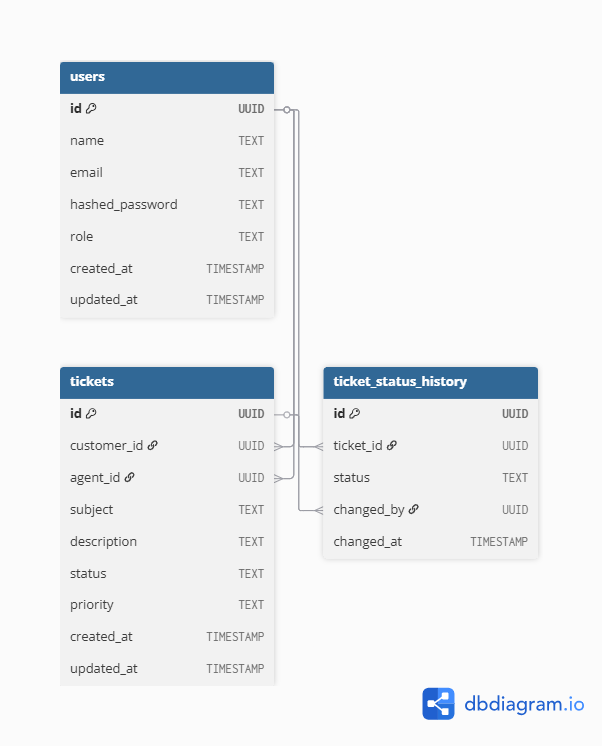 users
id UUID
name TEXT
email TEXT
hashed_password TEXT
role TEXT
created_at TIMESTAMP
updated_at TIMESTAMP
tickets
id UUID
customer_id UUID
agent_id UUID
subject TEXT
description TEXT
status TEXT
priority TEXT
created_at TIMESTAMP
updated_at TIMESTAMP
ticket_status_history
id UUID
ticket_id UUID
status TEXT
changed_by UUID
changed_at TIMESTAMP
dbdiagram.io